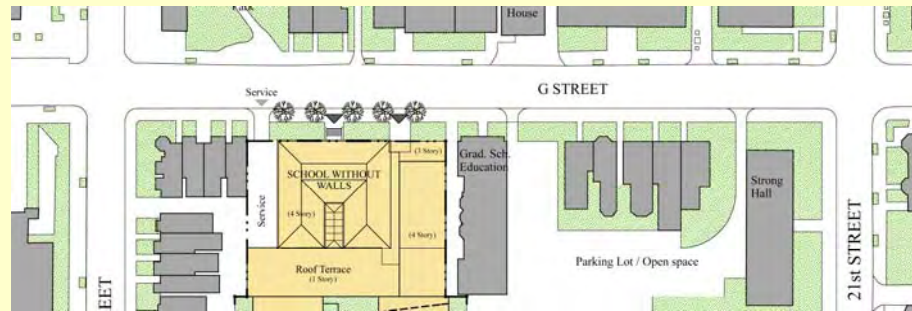 Park
House
G STREET
Service
(3 Story)
Grad. Sch.
Education
SCHOOL WITHOUT
WALLS
Strong
Hall
Service
(4 Story)
(4 Story)
Parking Lot / Open space
Roof Terrace
(1 Story)
21st STREET
EET